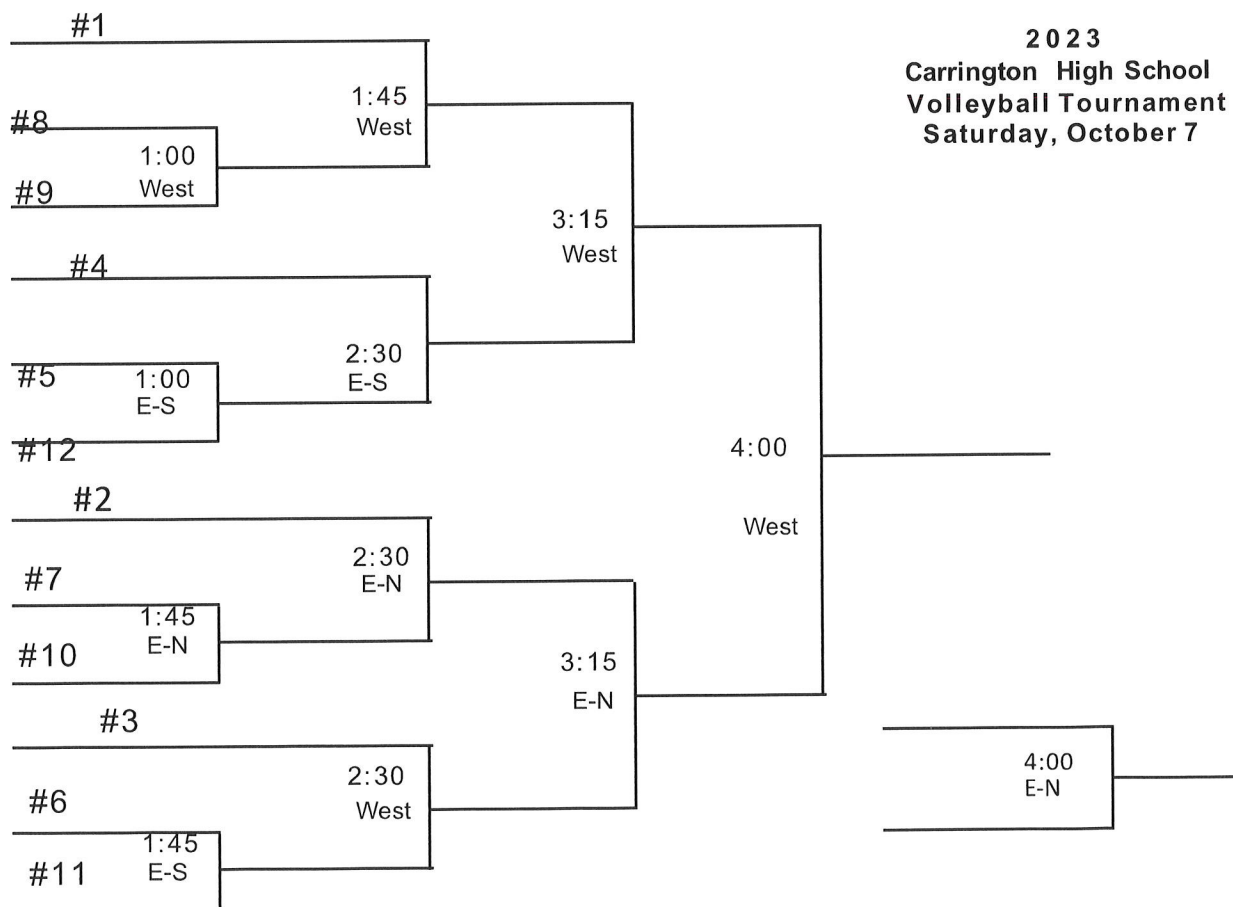 #1
2023
Carrington High School
Volleyball Tournament
Saturday, October 7
1:45
West
#8
1:00
West
#9
3:15
West
#4
2:30
E-S
#5
1:00
E-S
#12
4:00
West
#2
2:30
E-N
#7
1:45
E-N
#10
3:15
E-N
#3
2:30
West
4:00
E-N
#6
1:45
E-S
#11